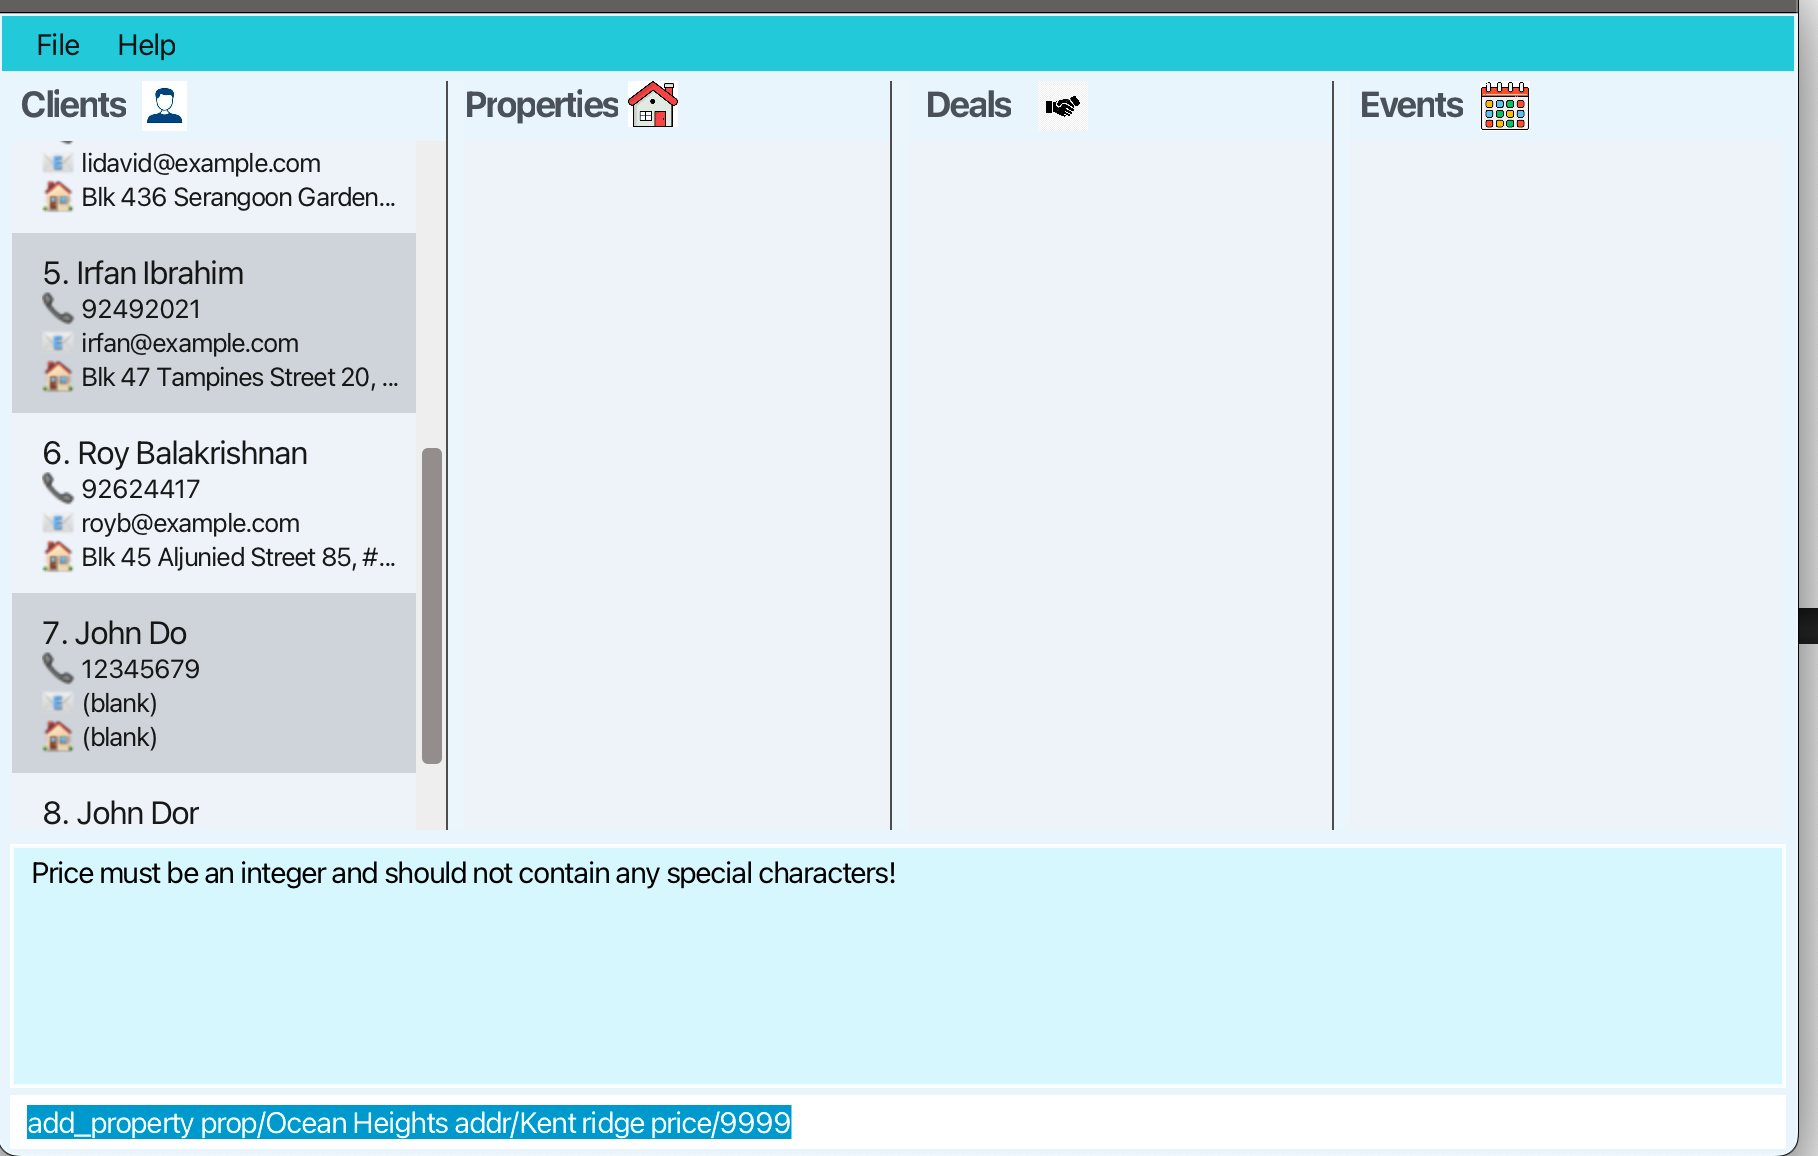 File Help
Clients Properties Deals Events
lidavid@example.com
Blk 436 Serangoon Garden...
5. Irfan Ibrahim
92492021
irfan@example.com
Blk 47 Tampines Street 20, ...
6. Roy Balakrishnan
92624417
royb@example.com
Blk 45 Aljunied Street 85, #...
7. John Do
12345679
(blank)
(blank)
8. John Dor
Price must be an integer and should not contain any special characters!
add_property prop/Ocean Heights addr/Kent ridge price/9999